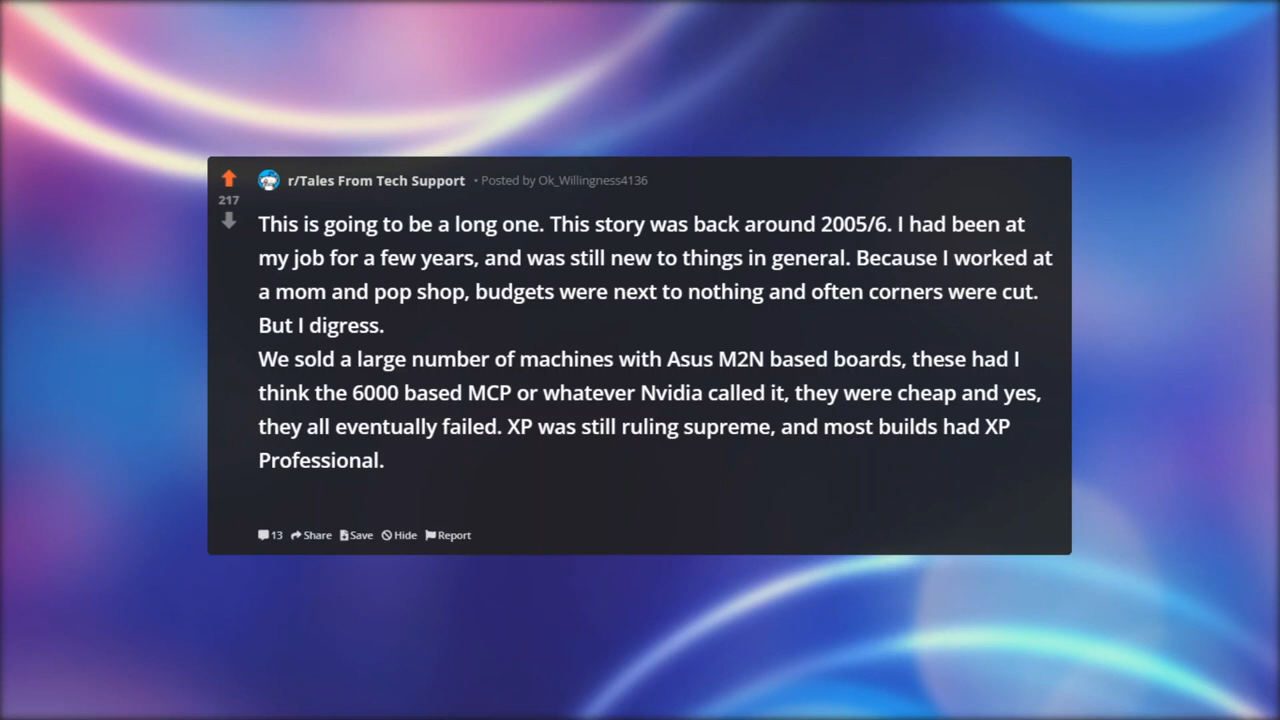 r/Tales From Tech Support • Posted by Ok_Willingness4136
217
This is going to be a long one. This story was back around 2005/6. I had been at
my job for a few years, and was still new to things in general. Because I worked at
a mom and pop shop, budgets were next to nothing and often corners were cut.
But I digress.
We sold a large number of machines with Asus M2N based boards, these had I
think the 6000 based MCP or whatever Nvidia called it, they were cheap and yes,
they all eventually failed. XP was still ruling supreme, and most builds had XP
Professional.
13 Share Save Hide Report